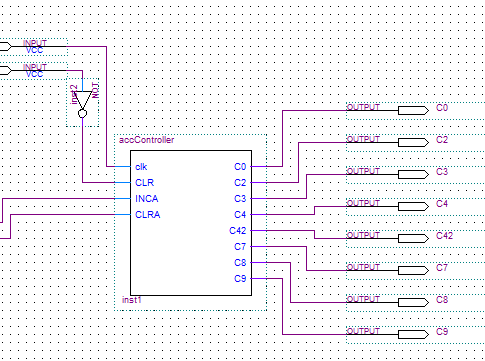 INPUT
VCC
INPUT
VCC
inst2
NOT
accController
clk
CLR
INCA
CLRA
C0
C2
C3
C4
C42
C7
C8
C9
inst1
OUTPUT C0
OUTPUT C2
OUTPUT C3
OUTPUT C4
OUTPUT C42
OUTPUT C7
OUTPUT C8
OUTPUT C9